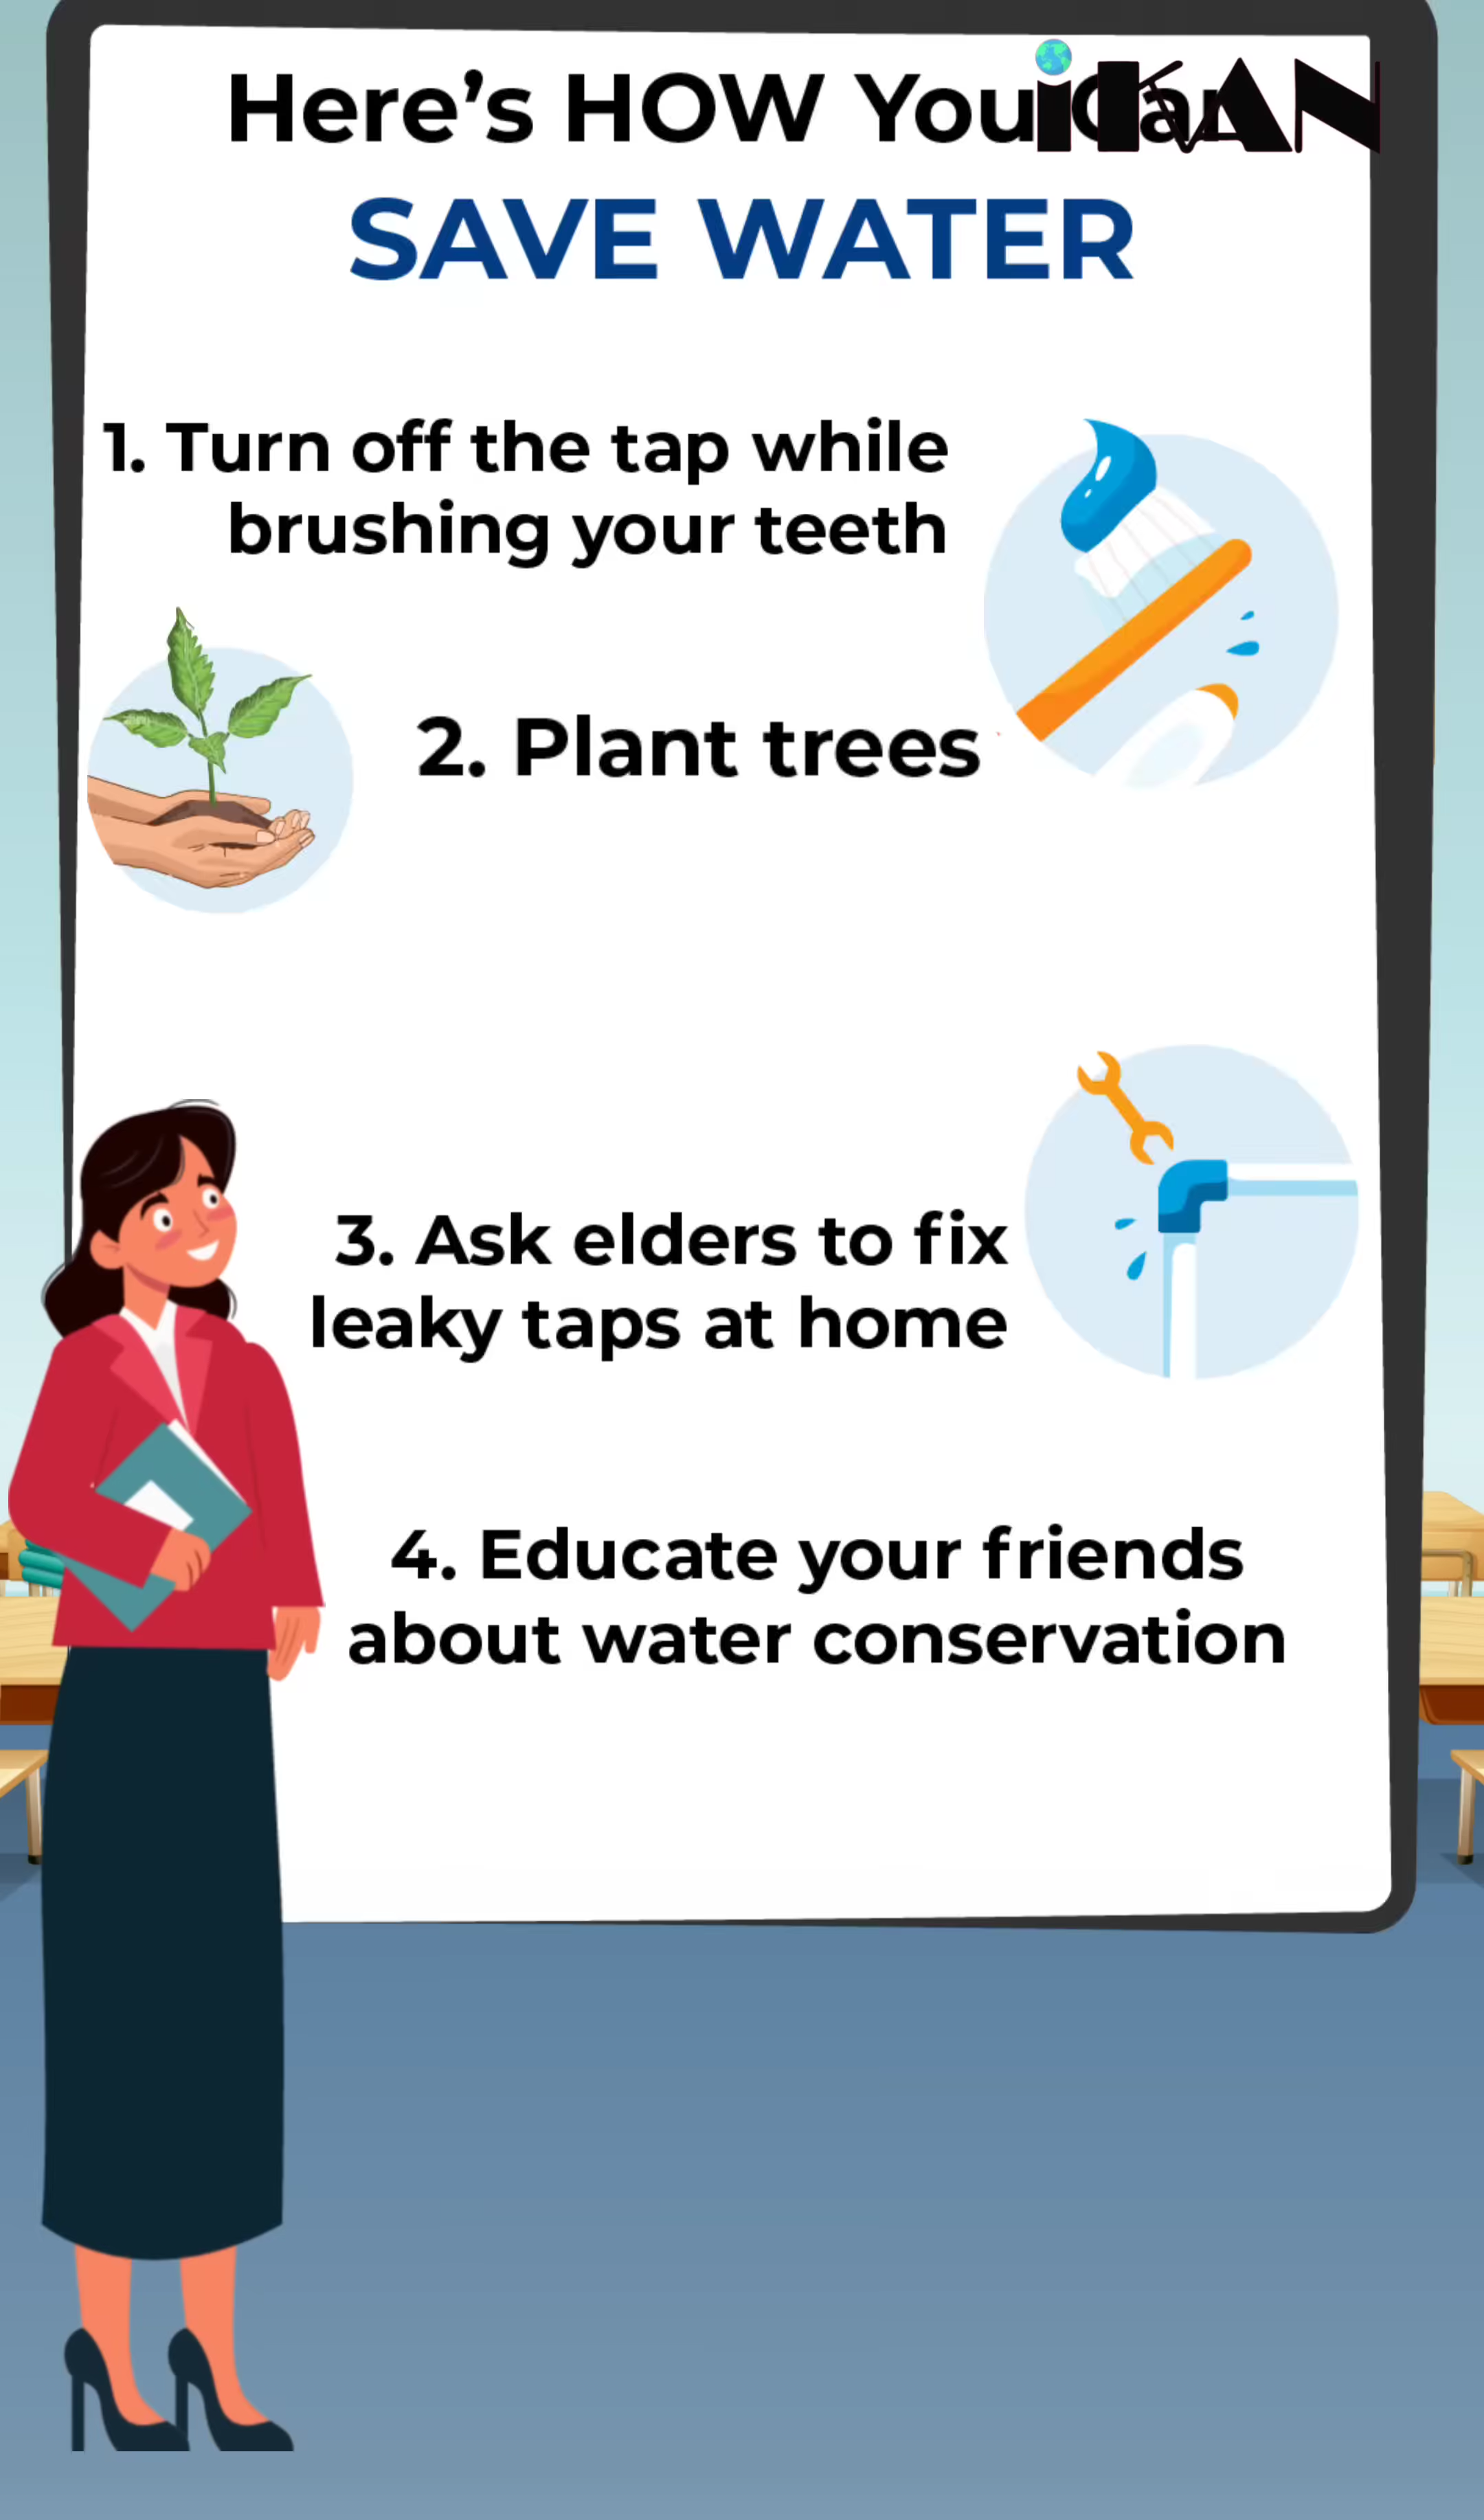 Here's HOW You Can
iKAN
SAVE WATER
1. Turn off the tap while
brushing your teeth
2. Plant trees
3. Ask elders to fix
leaky taps at home
4. Educate your friends
about water conservation